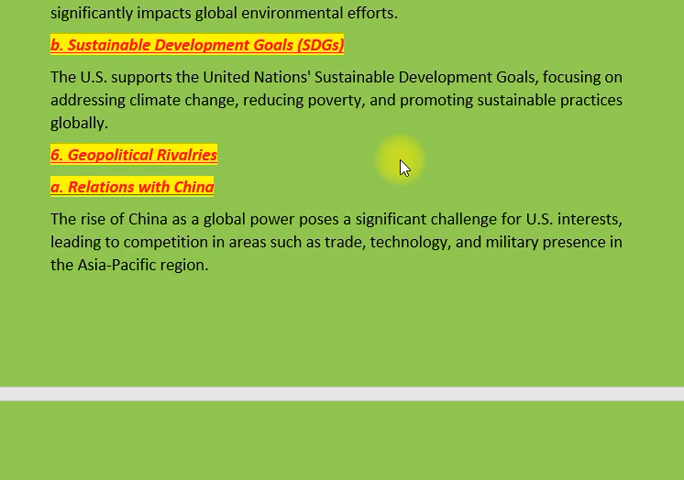 significantly impacts global environmental efforts.
b. Sustainable Development Goals (SDGs)
The U.S. supports the United Nations' Sustainable Development Goals, focusing on
addressing climate change, reducing poverty, and promoting sustainable practices
globally.
6. Geopolitical Rivalries
a. Relations with China
The rise of China as a global power poses a significant challenge for U.S. interests,
leading to competition in areas such as trade, technology, and military presence in
the Asia-Pacific region.